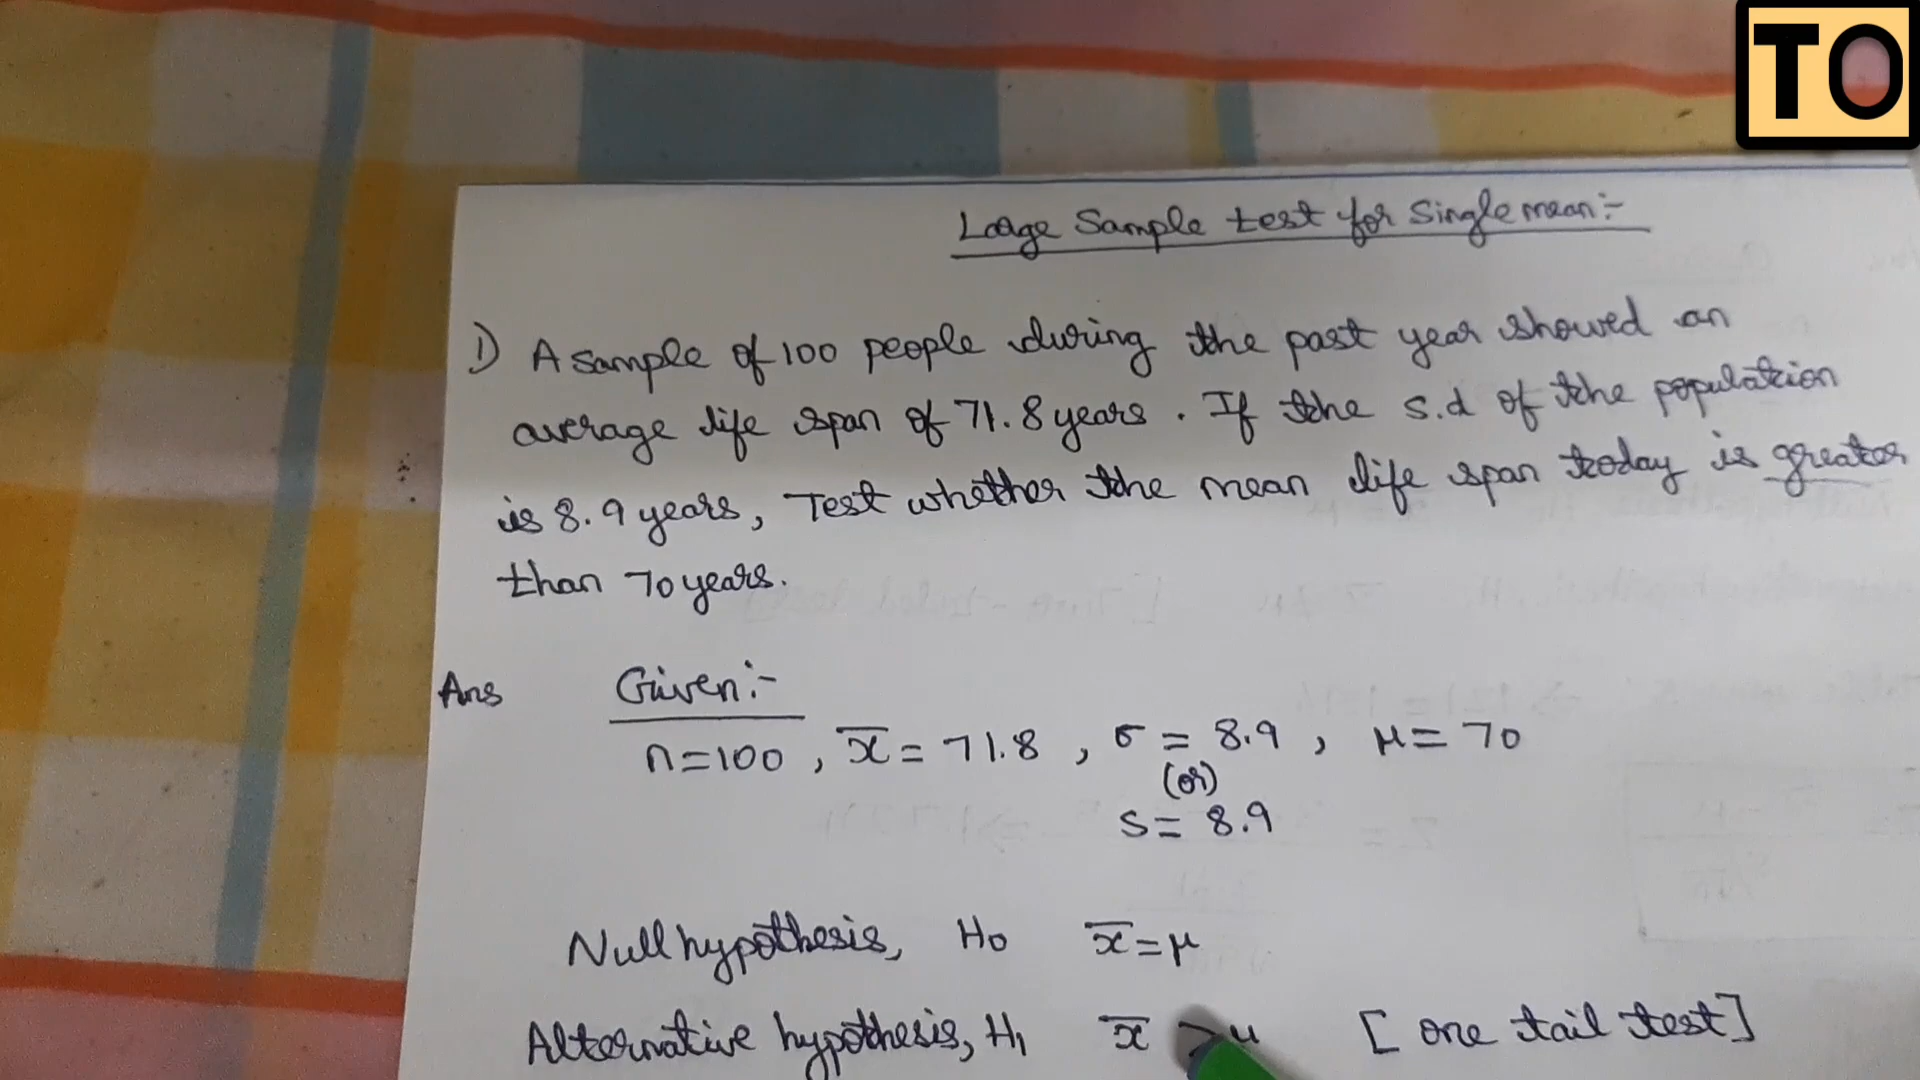 TO
Large Sample test for Single mean:-
1) A sample of 100 people during the past year showed an
average life span of 71.8 years. If the s.d of the population
is 8.9 years, Test whether the mean life span today is greater
than 70 years.
Ans Given:-
n=100, x̄ = 71.8, σ = 8.9, μ = 70
(or)
s = 8.9
Null hypothesis, H₀ x̄ = μ
Alternative hypothesis, H₁ x̄ > μ [one tail test]